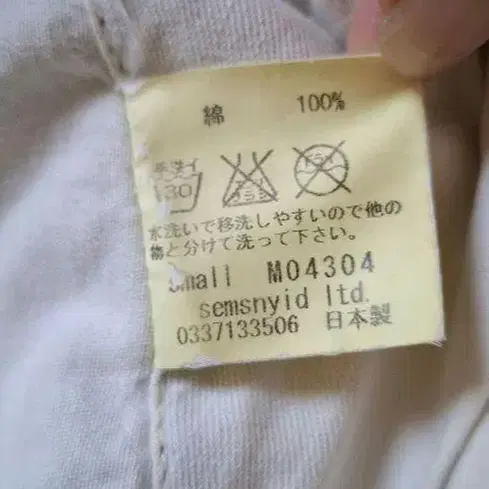 綿 100%
手洗イ
30
水洗いで移洗しやすいので他の
物と分けて洗って下さい。
Small M04304
semsnyid ltd.
0337133506 日本製